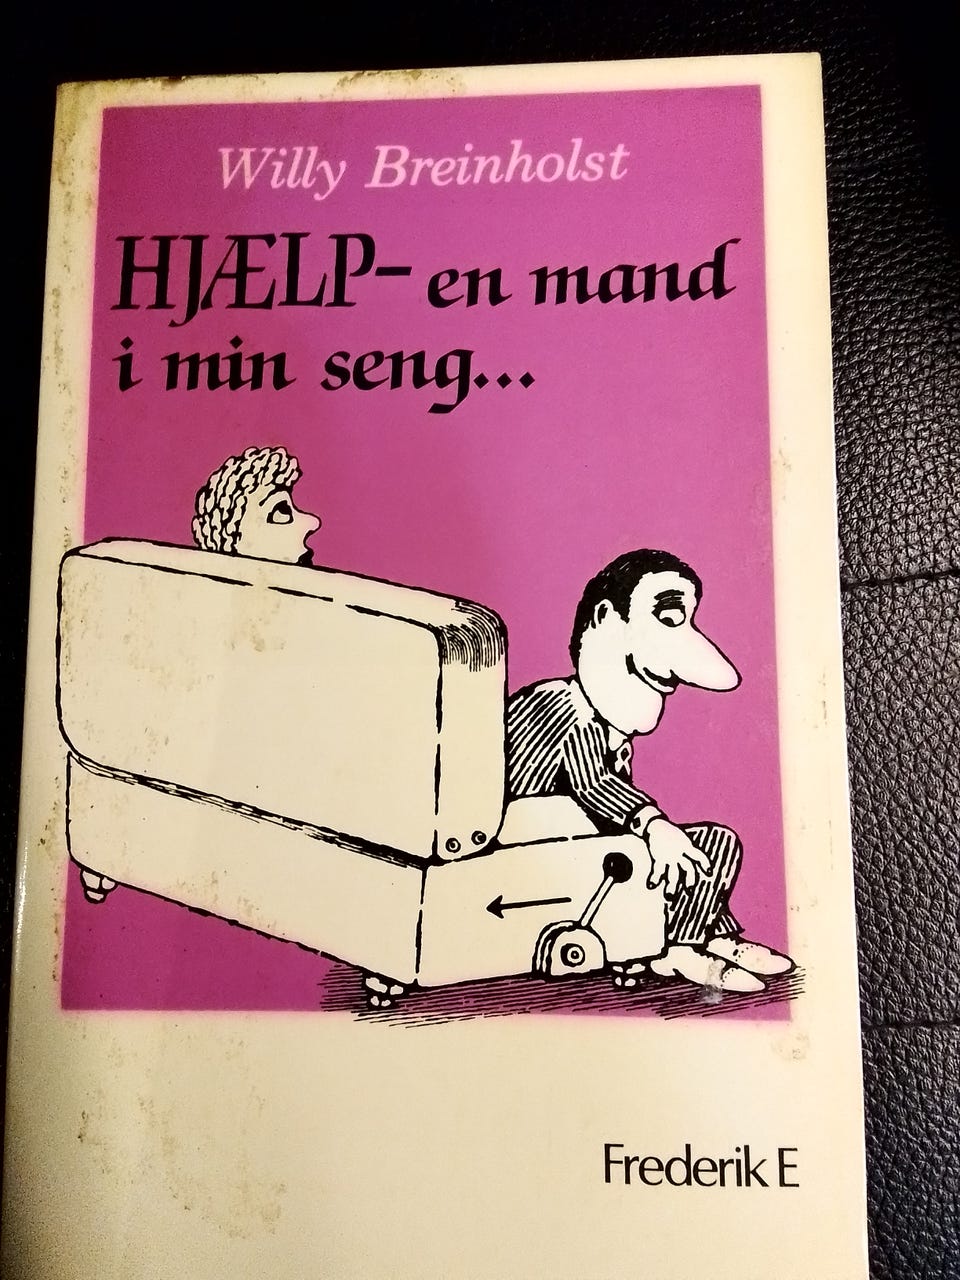 Willy Breinholst
HJÆLP- en mand
i min seng...
Frederik E